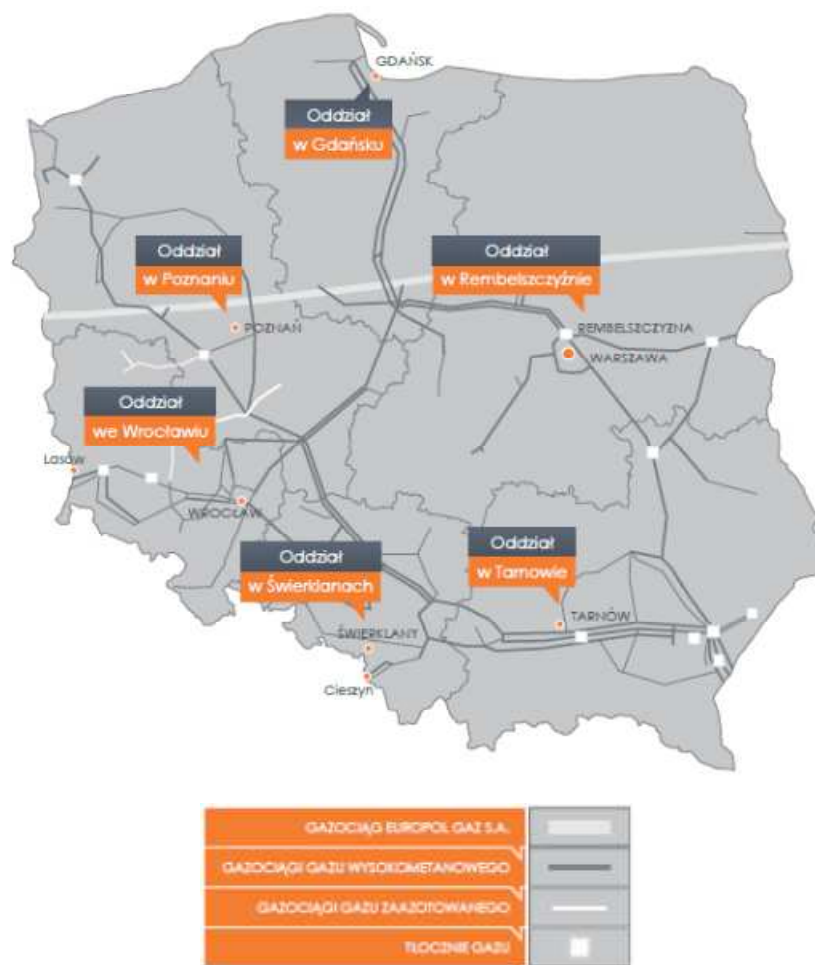 GDAŃSK
Oddział
w Gdańsku
Oddział
w Poznaniu
Oddział
w Rembelszczyźnie
POZNAŃ
REMBELSZCZYZNA
WARSZAWA
Oddział
we Wrocławiu
Lasów
WROCŁAW
Oddział
w Świerklanach
Oddział
w Tarnowie
TARNÓW
ŚWIERKLANY
Cieszyn
GAZOCIĄG EUROPOL GAZ S.A.
GAZOCIĄGI GAZU WYSOKOMETANOWEGO
GAZOCIĄGI GAZU ZAAZOTOWANEGO
TŁOCZNIE GAZU